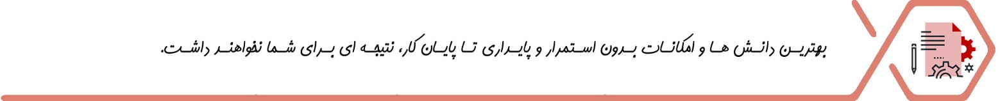 بهترین دانش ها و امکانات بدون استمرار و پایداری تا پایان کار، نتیجه ای برای شما نخواهند داشت.